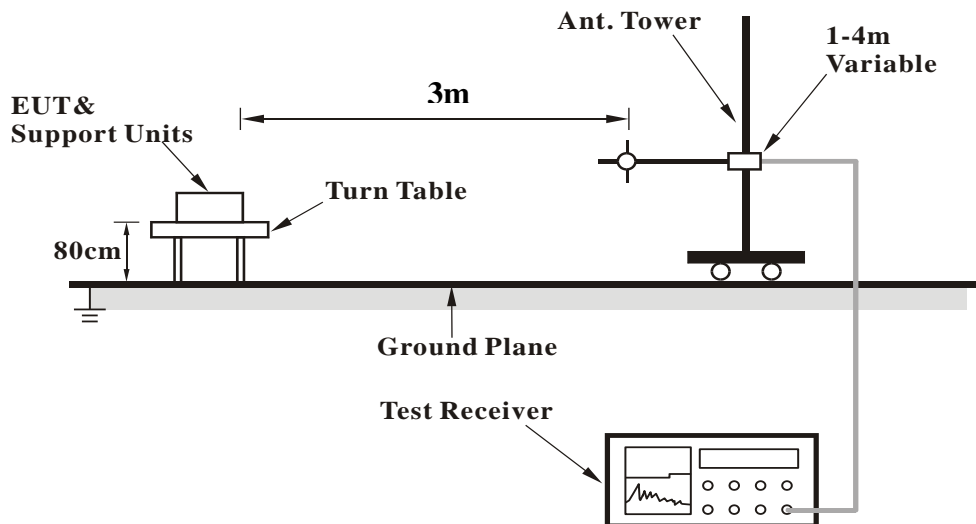 Ant. Tower
1-4m
Variable
3m
EUT&
Support Units
Turn Table
80cm
Ground Plane
Test Receiver